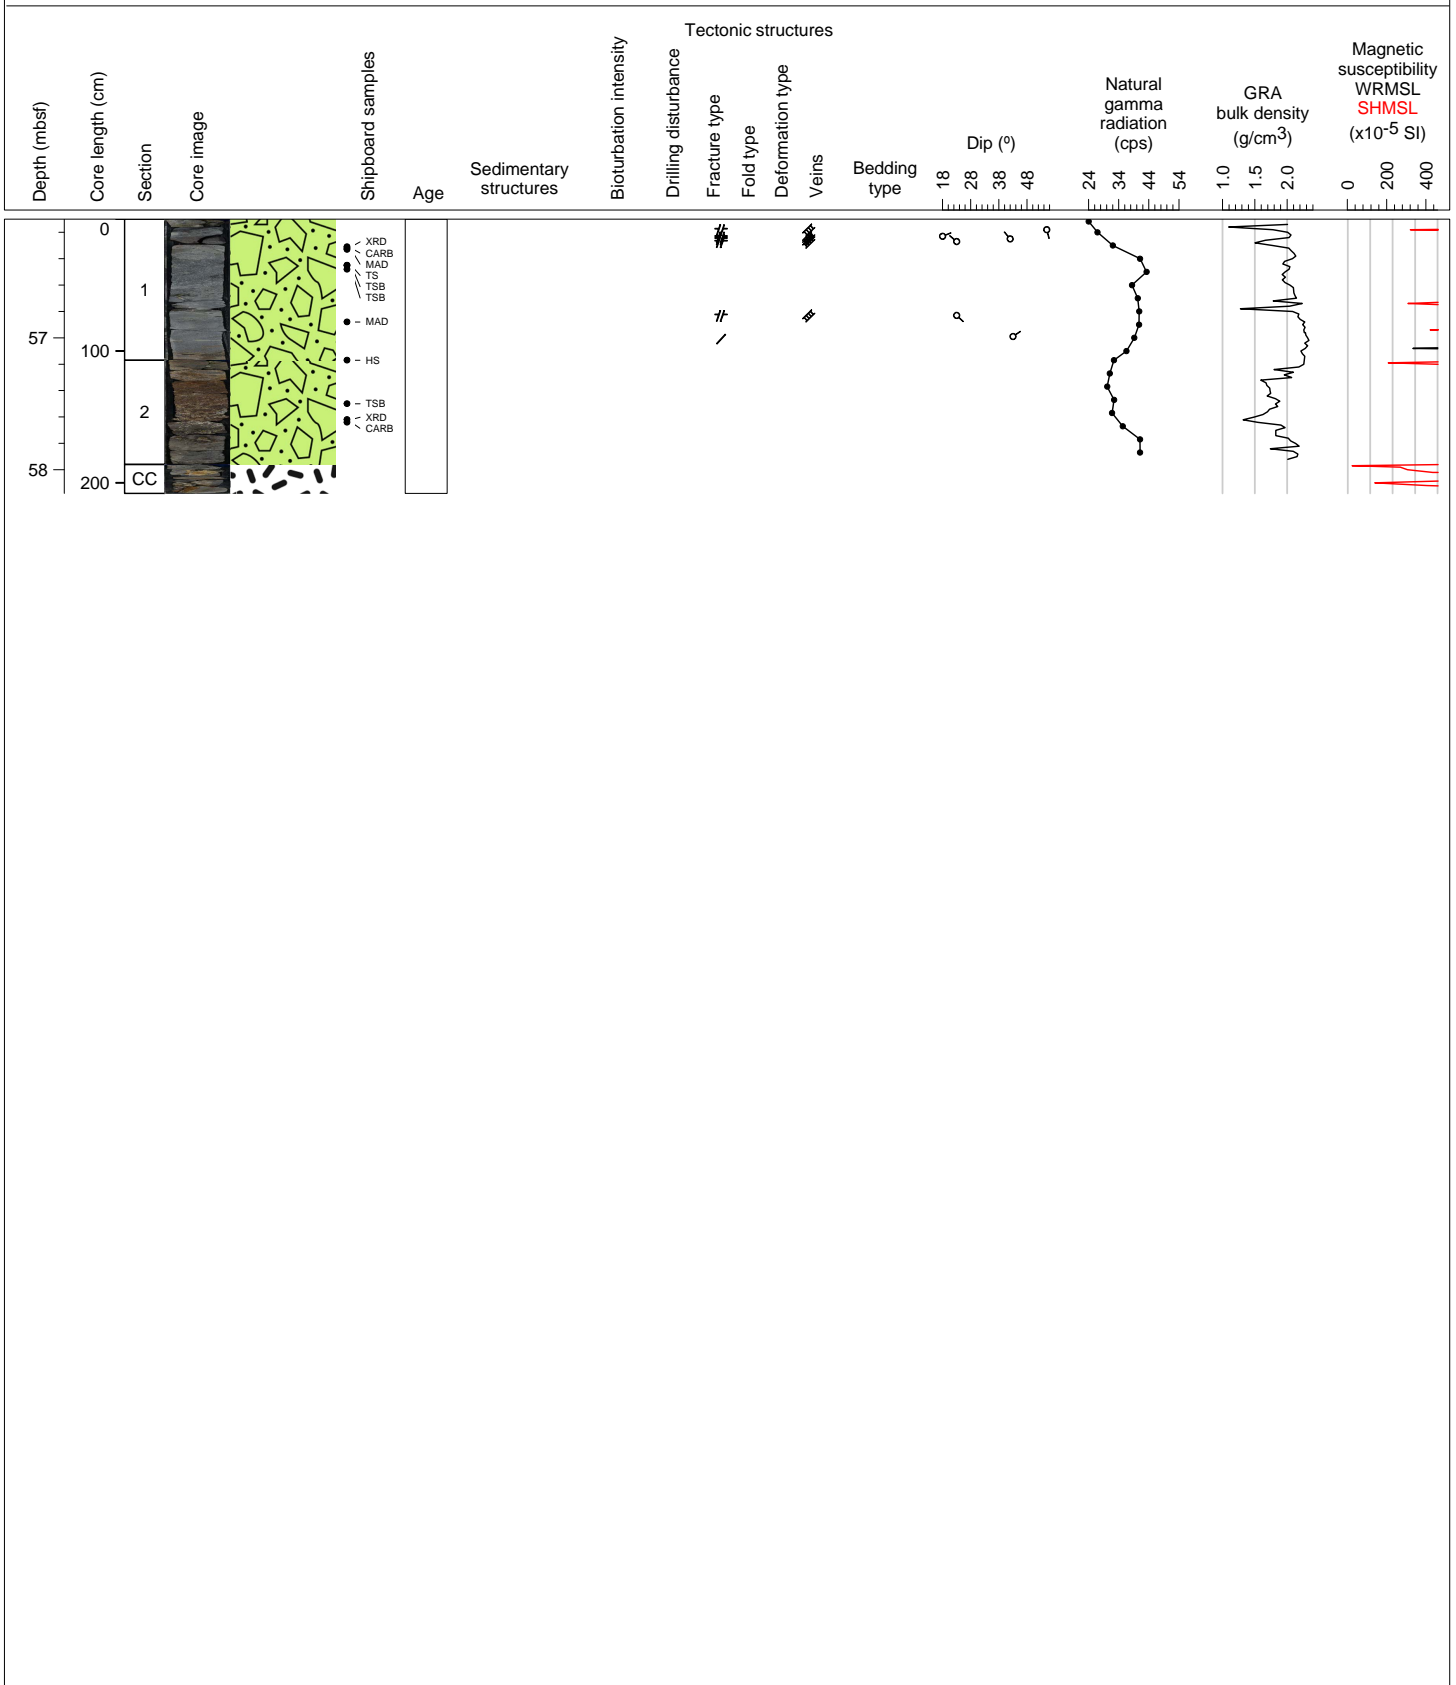 Tectonic structures
Depth (mbsf)
Core length (cm)
Section
Core image
Shipboard samples
Age
Sedimentary
structures
Bioturbation intensity
Drilling disturbance
Fracture type
Fold type
Deformation type
Veins
Bedding
type
Dip (º)
18 28 38 48
Natural
gamma
radiation
(cps)
24 34 44 54
GRA
bulk density
(g/cm3)
1.0 1.5 2.0
Magnetic
susceptibility
WRMSL
SHMSL
(x10-5 SI)
0 200 400
0
XRD
CARB
MAD
TS
TSB
TSB
1
MAD
57
100
HS
TSB
2
XRD
CARB
58
200
CC